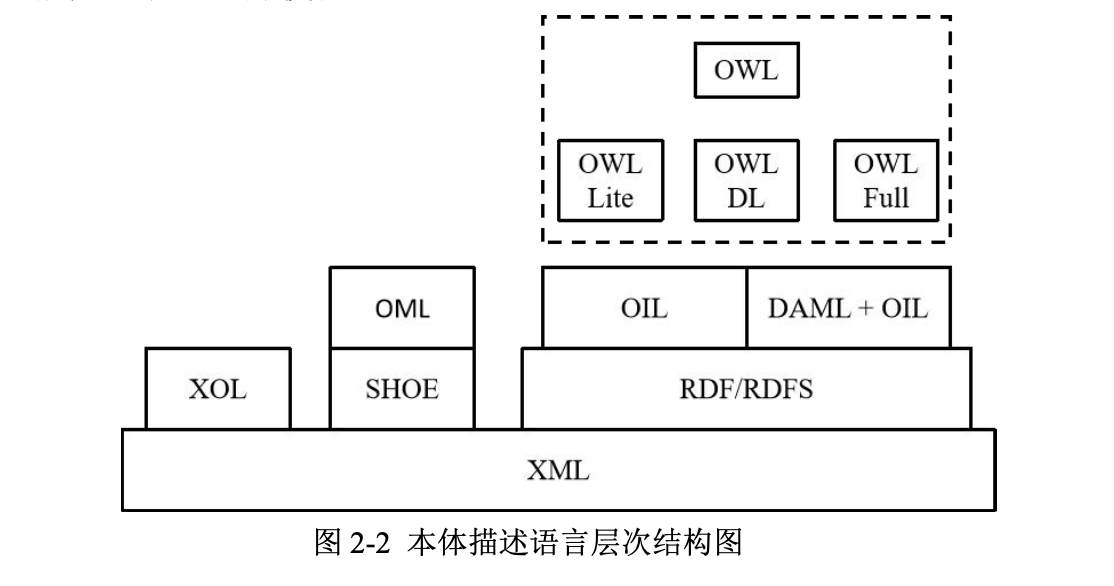 OWL
OWL
Lite
OWL
DL
OWL
Full
OML
OIL
DAML + OIL
XOL
SHOE
RDF/RDFS
XML
图 2-2 本体描述语言层次结构图